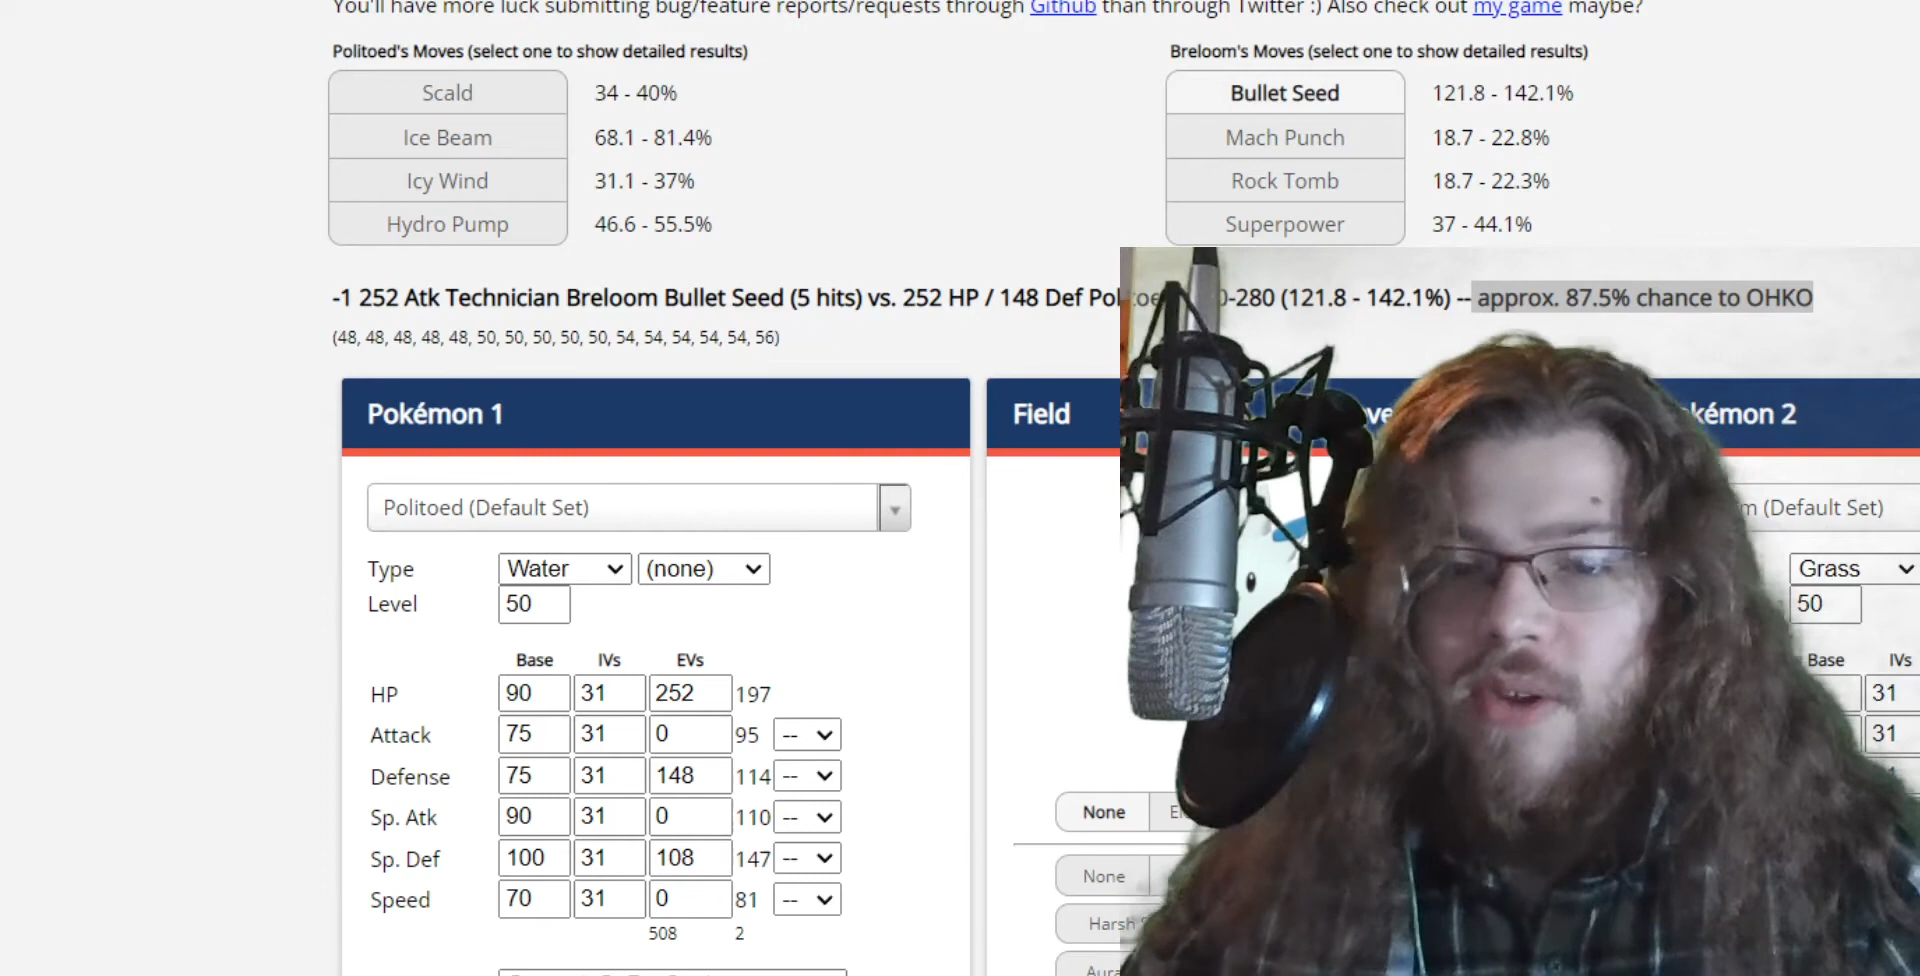 You'll have more luck submitting bug/feature reports/requests through Github than through Twitter :) Also check out my game maybe?
Politoed's Moves (select one to show detailed results)
Scald 34 - 40%
Ice Beam 68.1 - 81.4%
Icy Wind 31.1 - 37%
Hydro Pump 46.6 - 55.5%
Breloom's Moves (select one to show detailed results)
Bullet Seed 121.8 - 142.1%
Mach Punch 18.7 - 22.8%
Rock Tomb 18.7 - 22.3%
Superpower 37 - 44.1%
-1 252 Atk Technician Breloom Bullet Seed (5 hits) vs. 252 HP / 148 Def -280 (121.8 - 142.1%) -- approx. 87.5% chance to OHKO
(48, 48, 48, 48, 48, 50, 50, 50, 50, 50, 54, 54, 54, 54, 54, 56)
Pokémon 1
Politoed (Default Set)
Type Water (none)
Level 50
Base IVs EVs
HP 90 31 252 197
Attack 75 31 0 95 --
Defense 75 31 148 114 --
Sp. Atk 90 31 0 110 --
Sp. Def 100 31 108 147 --
Speed 70 31 0 81 --
508 2
Field
None
None
Harsh
kémon 2
m (Default Set)
Grass
50
Base IVs
31
31